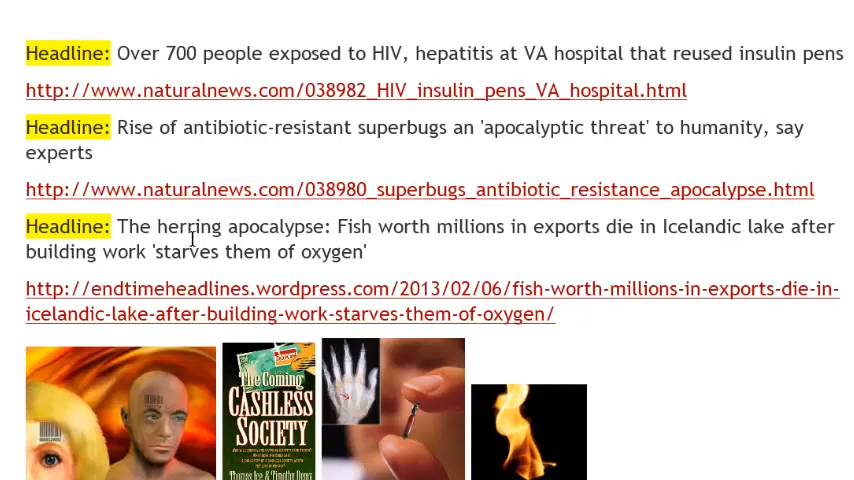 Headline: Over 700 people exposed to HIV, hepatitis at VA hospital that reused insulin pens
http://www.naturalnews.com/038982_HIV_insulin_pens_VA_hospital.html
Headline: Rise of antibiotic-resistant superbugs an 'apocalyptic threat' to humanity, say
experts
http://www.naturalnews.com/038980_superbugs_antibiotic_resistance_apocalypse.html
Headline: The herring apocalypse: Fish worth millions in exports die in Icelandic lake after
building work 'starves them of oxygen'
http://endtimeheadlines.wordpress.com/2013/02/06/fish-worth-millions-in-exports-die-in-
icelandic-lake-after-building-work-starves-them-of-oxygen/
The Coming
CASHLESS
SOCIETY
Thomas Ice & Timothy Demy